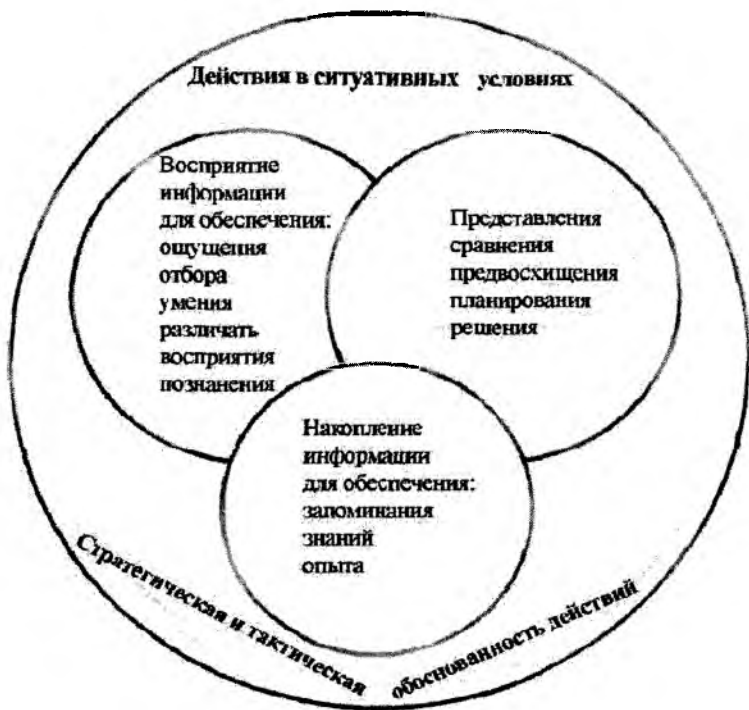 Действия в ситуативных условиях
Восприятие
информации
для обеспечения:
ощущения
отбора
умения
различать
восприятия
познанения
Представления
сравнения
предвосхищения
планирования
решения
Накопление
информации
для обеспечения:
запоминания
знаний
опыта
Стратегическая и тактическая
обоснованность действий